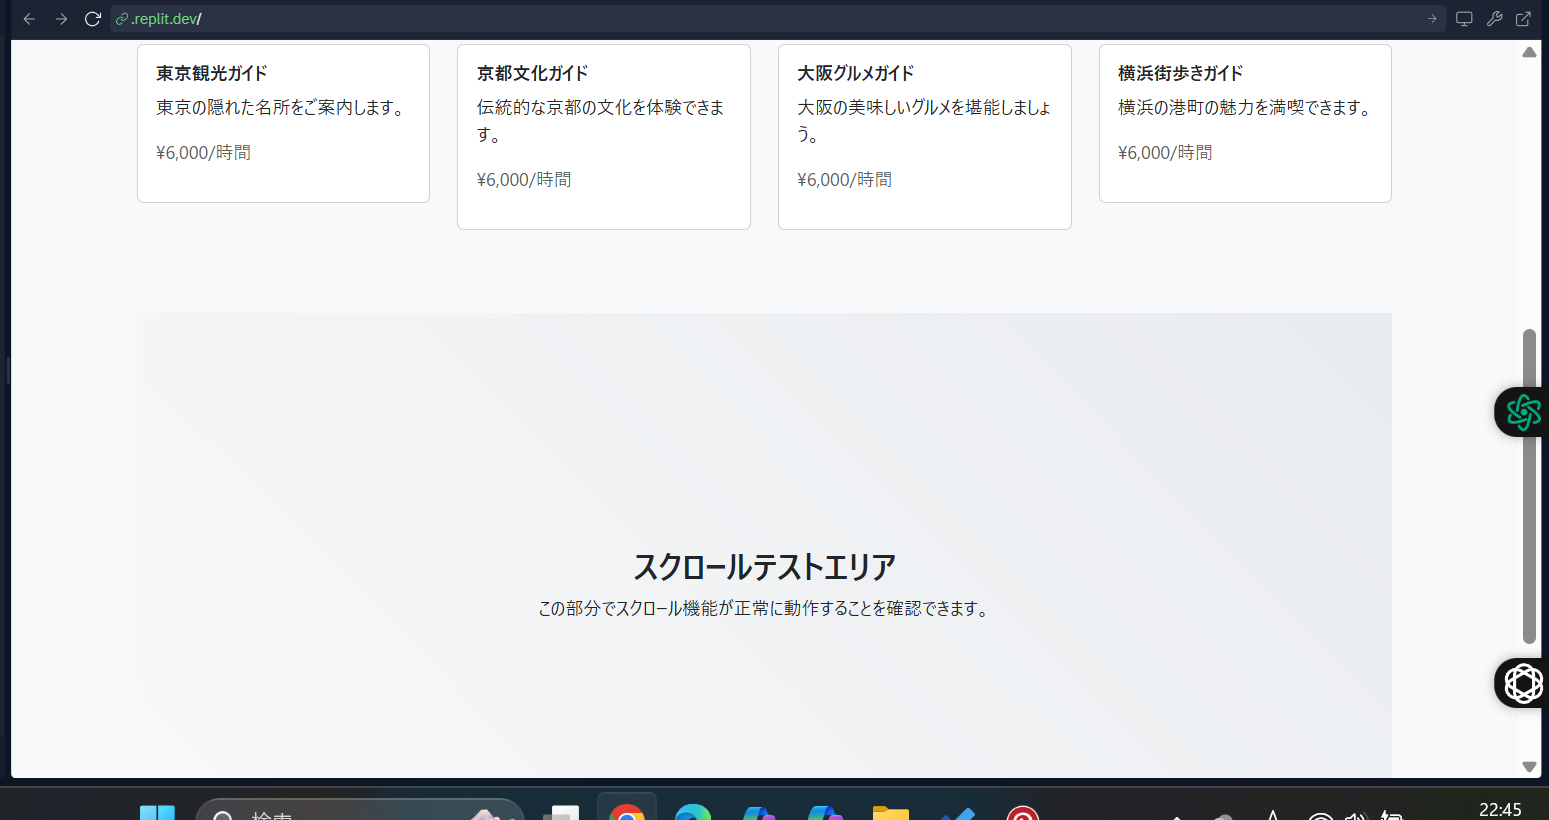 .replit.dev/
東京観光ガイド
東京の隠れた名所をご案内します。
¥6,000/時間
京都文化ガイド
伝統的な京都の文化を体験できま
す。
¥6,000/時間
大阪グルメガイド
大阪の美味しいグルメを堪能しましょ
う。
¥6,000/時間
横浜街歩きガイド
横浜の港町の魅力を満喫できます。
¥6,000/時間
スクロールテストエリア
この部分でスクロール機能が正常に動作することを確認できます。
検索
22:45